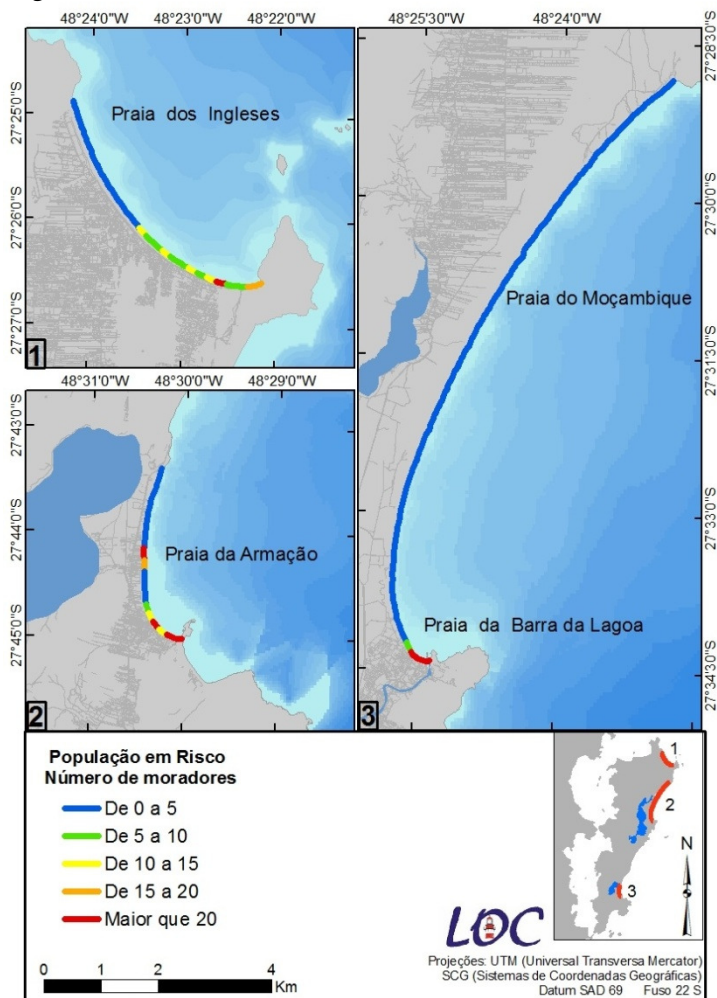 48°24'0"W 48°23'0"W 48°22'0"W
27°25'0"S
27°26'0"S
27°27'0"S
Praia dos Ingleses
1
48°31'0"W 48°30'0"W 48°29'0"W
27°43'0"S
27°44'0"S
27°45'0"S
Praia da Armação
2
48°25'30"W 48°24'0"W
27°28'30"S
27°30'0"S
27°31'30"S
27°33'0"S
27°34'30"S
Praia do Moçambique
Praia da Barra da Lagoa
3
População em Risco
Número de moradores
De 0 a 5
De 5 a 10
De 10 a 15
De 15 a 20
Maior que 20
0 1 2 4
Km
1
2
3
N
LOC
Projeções: UTM (Universal Transversa Mercator)
SCG (Sistemas de Coordenadas Geográficas)
Datum SAD 69 Fuso 22 S